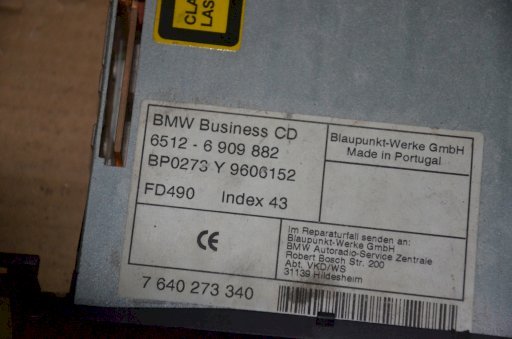 CLA
LAS
BMW Business CD
6512 - 6 909 882
BP0273 Y 9606152
FD490 Index 43
Blaupunkt-Werke GmbH
Made in Portugal
CE
Im Reparaturfall senden an:
Blaupunkt-Werke GmbH
BMW Autoradio-Service Zentrale
Robert Bosch Str. 200
Abt. VKD/WS
31139 Hildesheim
7 640 273 340